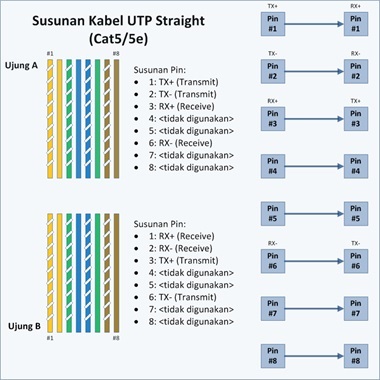 Susunan Kabel UTP Straight
(Cat5/5e)
#1
#8
Ujung A
Susunan Pin:
• 1: TX+ (Transmit)
• 2: TX- (Transmit)
• 3: RX+ (Receive)
• 4: <tidak digunakan>
• 5: <tidak digunakan>
• 6: RX- (Receive)
• 7: <tidak digunakan>
• 8: <tidak digunakan>
Susunan Pin:
• 1: RX+ (Receive)
• 2: RX- (Receive)
• 3: TX+ (Transmit)
• 4: <tidak digunakan>
• 5: <tidak digunakan>
• 6: TX- (Transmit)
• 7: <tidak digunakan>
• 8: <tidak digunakan>
Ujung B
#1
#8
TX+
RX+
Pin
#1
Pin
#1
TX-
RX-
Pin
#2
Pin
#2
RX+
TX+
Pin
#3
Pin
#3
Pin
#4
Pin
#4
Pin
#5
Pin
#5
RX-
TX-
Pin
#6
Pin
#6
Pin
#7
Pin
#7
Pin
#8
Pin
#8